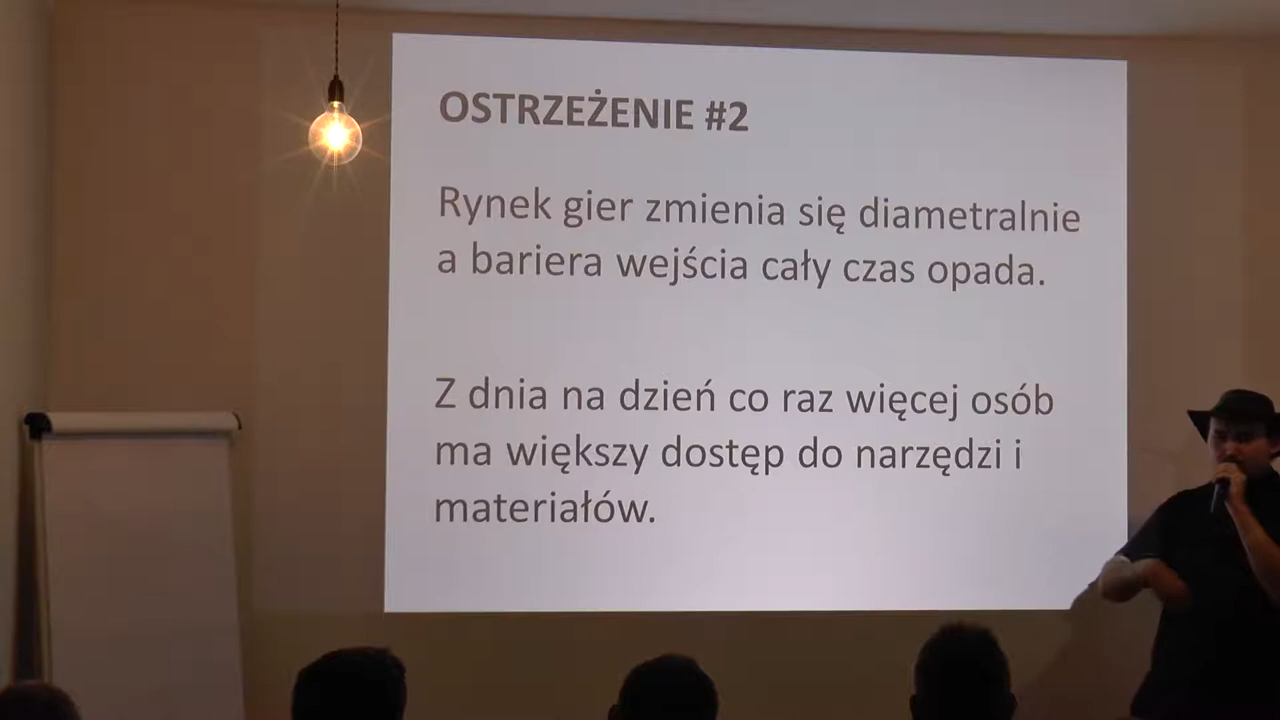 OSTRZEŻENIE #2
Rynek gier zmienia się diametralnie
a bariera wejścia cały czas opada.
Z dnia na dzień co raz więcej osób
ma większy dostęp do narzędzi i
materiałów.